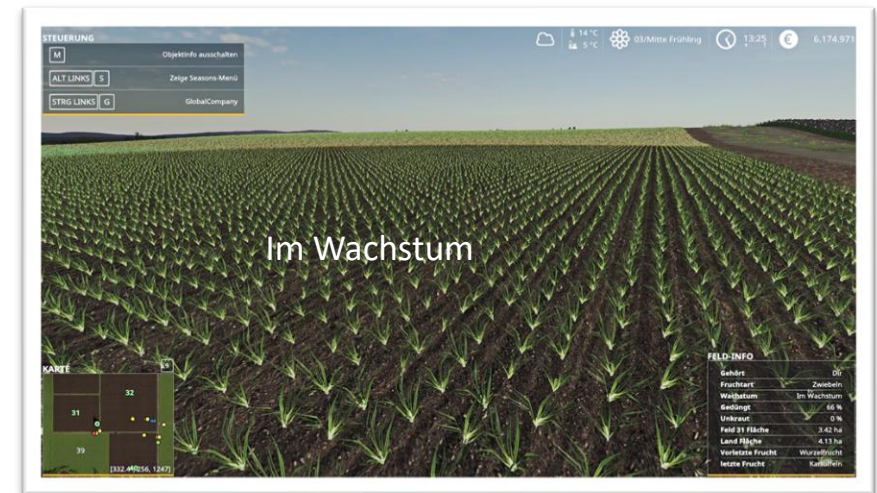 STEUERUNG
M Objektinfo ausschalten
ALT LINKS S Zeige Seasons-Menü
STRG LINKS G GlobalCompany
14 °C
5 °C
03/Mitte Frühling
13:25
€ 6.174.971
Im Wachstum
KARTE
32
31
39
FELD-INFO
Gehört Dir
Fruchtart Zwiebeln
Wachstum Im Wachstum
Gedüngt 66 %
Unkraut 0 %
Feld 31 Fläche 3.42 ha
Land Fläche 4.13 ha
Vorletzte Frucht Wurzelfrucht
letzte Frucht Kartoffeln